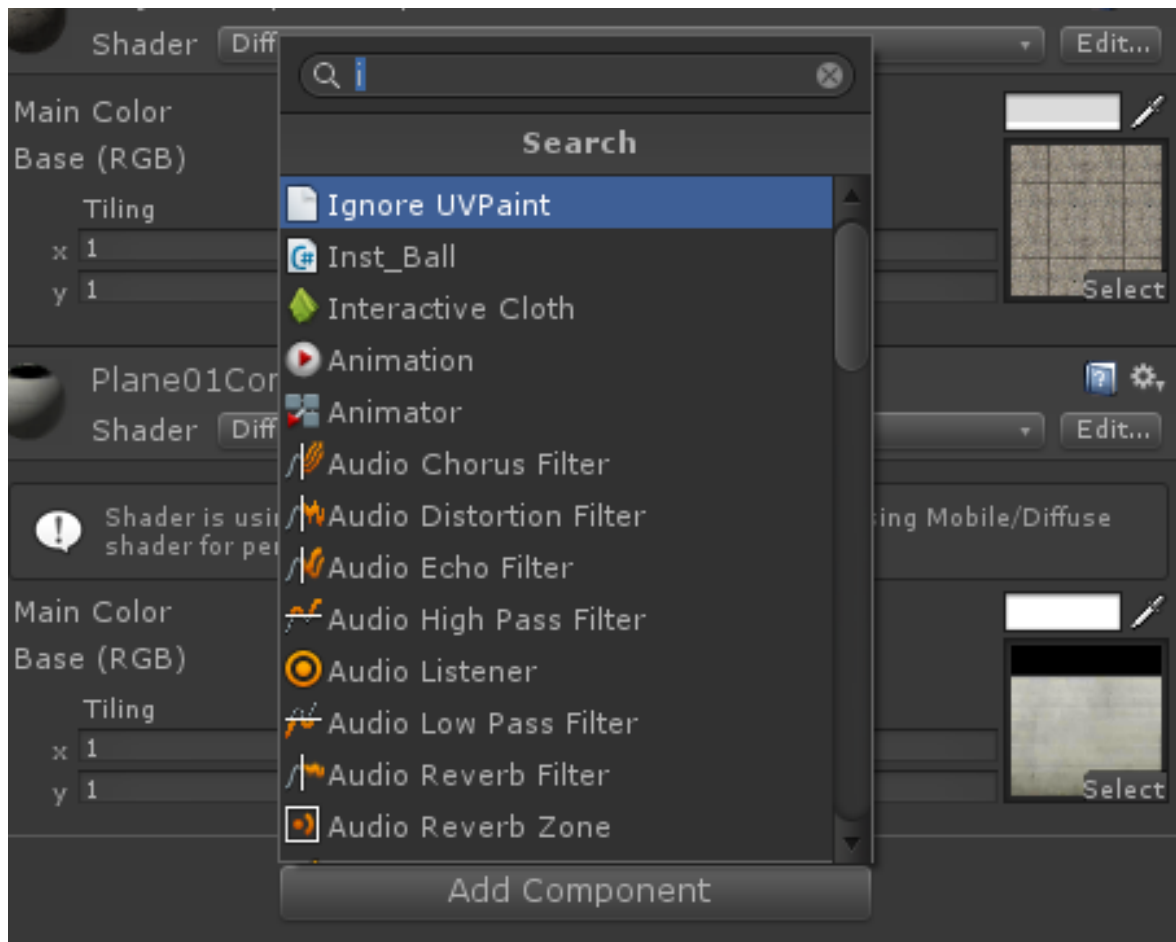 Shader Diff Edit...
i
Main Color
Search
Base (RGB)
Ignore UVPaint
Tiling
Inst_Ball
x 1
Interactive Cloth
y 1
Select
Animation
Plane01Co
Animator
Shader Diff Edit...
Audio Chorus Filter
Shader is usi
Audio Distortion Filter
ing Mobile/Diffuse
shader for pe
Audio Echo Filter
Main Color
Audio High Pass Filter
Base (RGB)
Audio Listener
Tiling
Audio Low Pass Filter
x 1
Audio Reverb Filter
y 1
Select
Audio Reverb Zone
Add Component